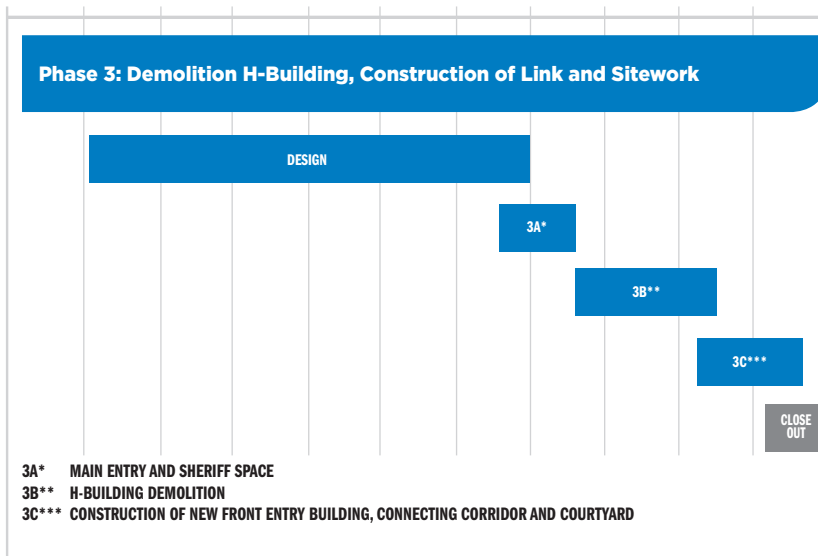 Phase 3: Demolition H-Building, Construction of Link and Sitework
DESIGN
3A*
3B**
3C***
CLOSE
OUT
3A* MAIN ENTRY AND SHERIFF SPACE
3B** H-BUILDING DEMOLITION
3C*** CONSTRUCTION OF NEW FRONT ENTRY BUILDING, CONNECTING CORRIDOR AND COURTYARD